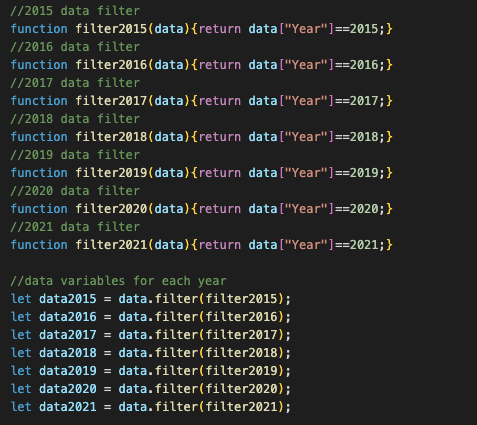 //2015 data filter
function filter2015(data){return data["Year"]==2015;}
//2016 data filter
function filter2016(data){return data["Year"]==2016;}
//2017 data filter
function filter2017(data){return data["Year"]==2017;}
//2018 data filter
function filter2018(data){return data["Year"]==2018;}
//2019 data filter
function filter2019(data){return data["Year"]==2019;}
//2020 data filter
function filter2020(data){return data["Year"]==2020;}
//2021 data filter
function filter2021(data){return data["Year"]==2021;}

//data variables for each year
let data2015 = data.filter(filter2015);
let data2016 = data.filter(filter2016);
let data2017 = data.filter(filter2017);
let data2018 = data.filter(filter2018);
let data2019 = data.filter(filter2019);
let data2020 = data.filter(filter2020);
let data2021 = data.filter(filter2021);